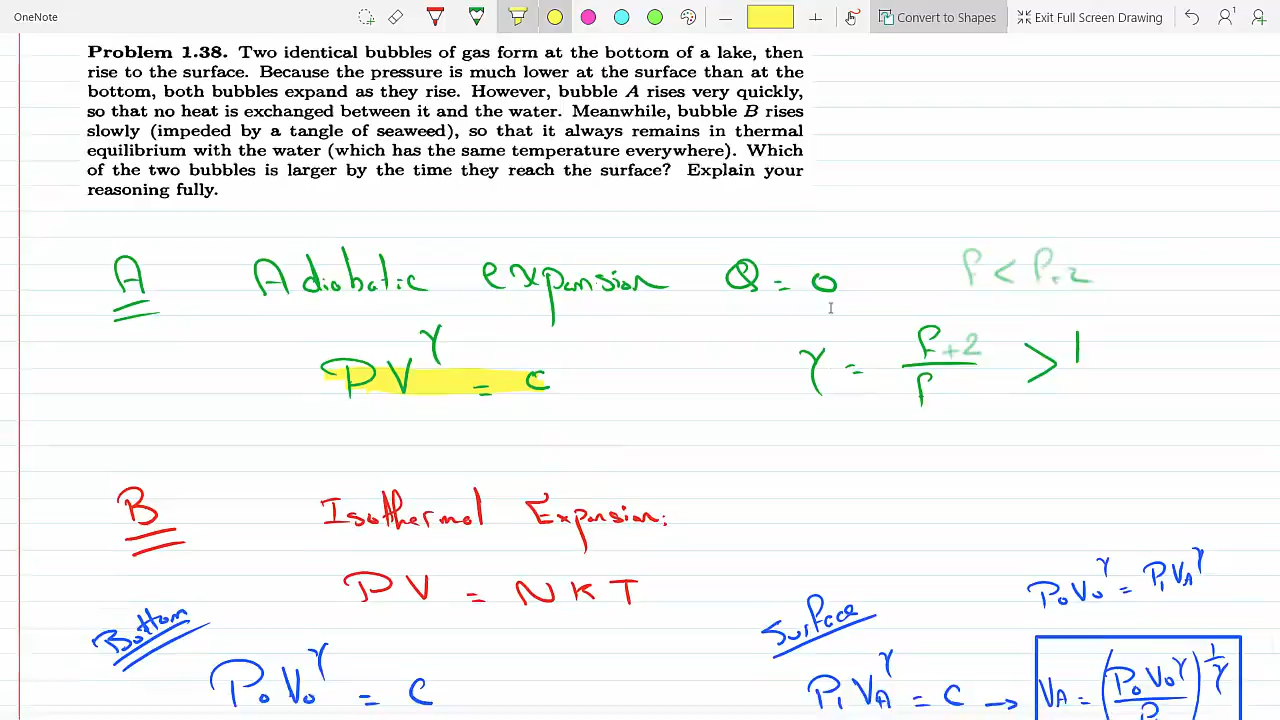 OneNote
Convert to Shapes
Exit Full Screen Drawing
Problem 1.38. Two identical bubbles of gas form at the bottom of a lake, then
rise to the surface. Because the pressure is much lower at the surface than at the
bottom, both bubbles expand as they rise. However, bubble A rises very quickly,
so that no heat is exchanged between it and the water. Meanwhile, bubble B rises
slowly (impeded by a tangle of seaweed), so that it always remains in thermal
equilibrium with the water (which has the same temperature everywhere). Which
of the two bubbles is larger by the time they reach the surface? Explain your
reasoning fully.
A Adiabatic expansion Q = 0 f < f+2
PV^γ = c γ = (f+2)/f > 1
B Isothermal Expansion:
PV = NKT
P₀V₀^γ = P₁V_A^γ
Bottom Surface
P₀V₀^γ = c P₁V_A^γ = c → V_A = (P₀V₀^γ/P₁)^(1/γ)